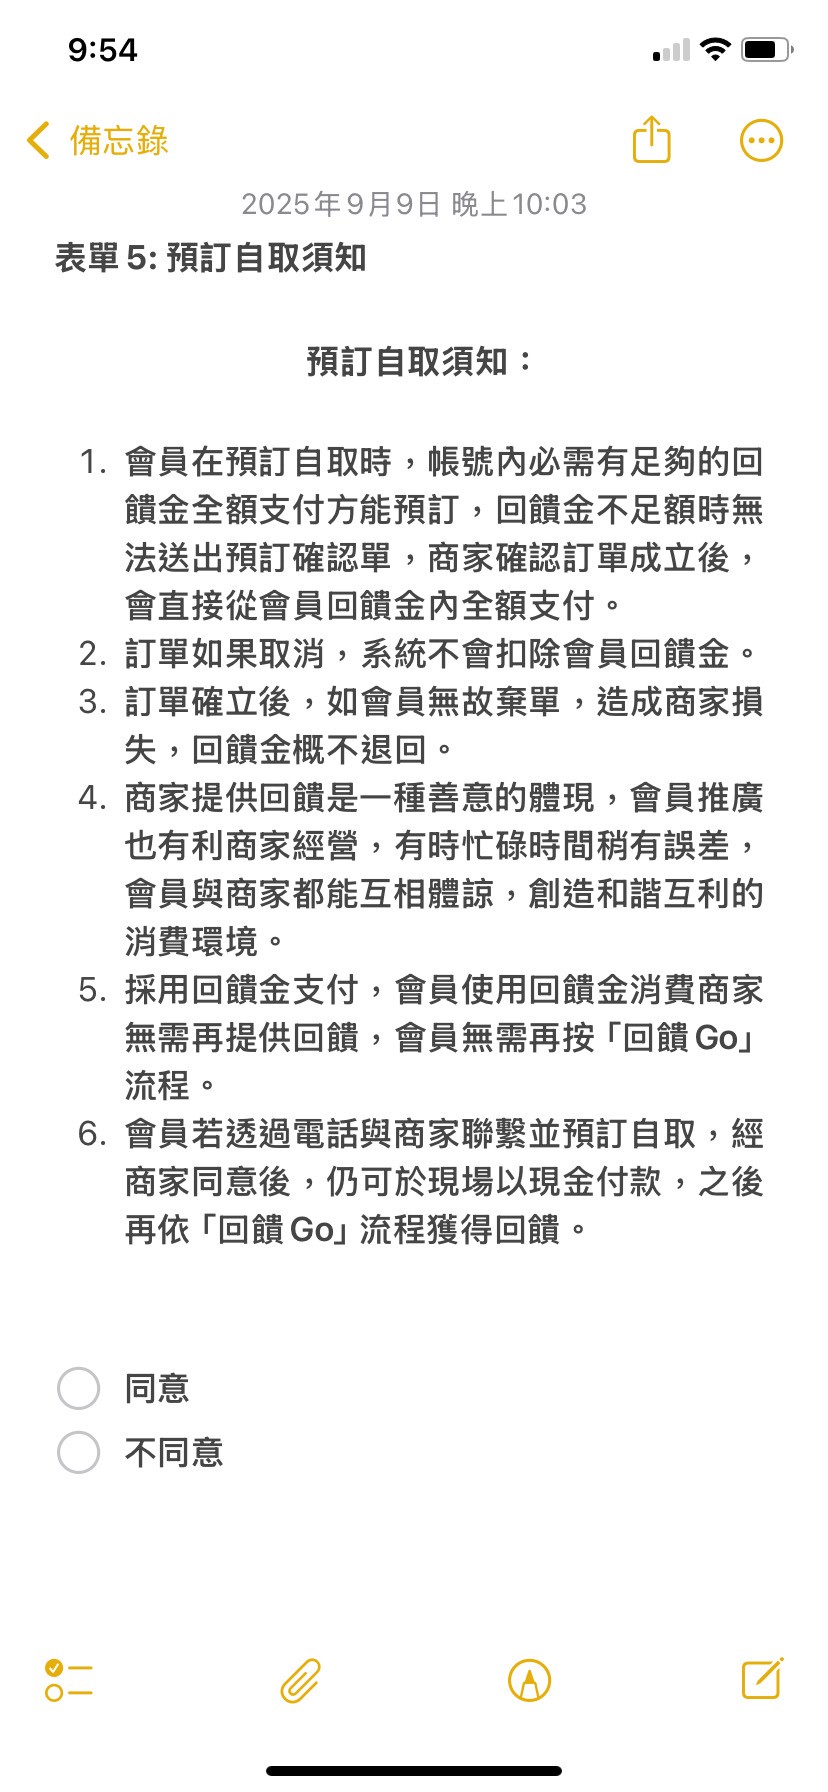 9:54
備忘錄
2025年9月9日 晚上10:03
表單 5: 預訂自取須知
預訂自取須知：
1. 會員在預訂自取時，帳號內必需有足夠的回
饋金全額支付方能預訂，回饋金不足額時無
法送出預訂確認單，商家確認訂單成立後，
會直接從會員回饋金內全額支付。
2. 訂單如果取消，系統不會扣除會員回饋金。
3. 訂單確立後，如會員無故棄單，造成商家損
失，回饋金概不退回。
4. 商家提供回饋是一種善意的體現，會員推廣
也有利商家經營，有時忙碌時間稍有誤差，
會員與商家都能互相體諒，創造和諧互利的
消費環境。
5. 採用回饋金支付，會員使用回饋金消費商家
無需再提供回饋，會員無需再按「回饋 Go」
流程。
6. 會員若透過電話與商家聯繫並預訂自取，經
商家同意後，仍可於現場以現金付款，之後
再依「回饋 Go」流程獲得回饋。
同意
不同意